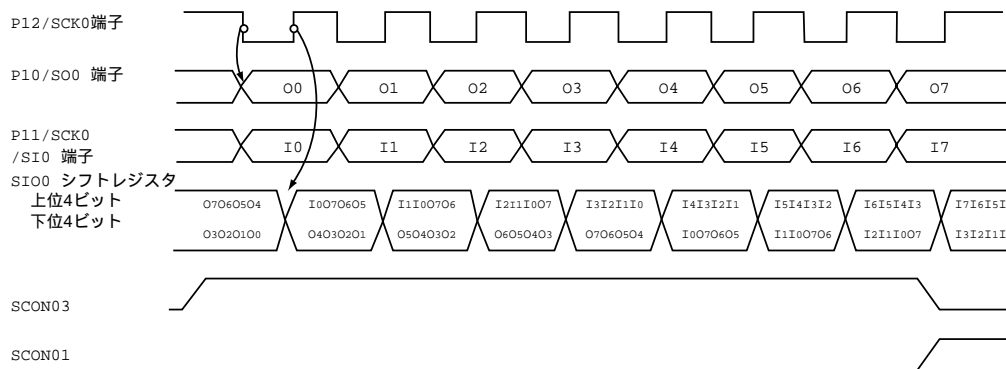 P12/SCK0端子
P10/SO0 端子
O0 O1 O2 O3 O4 O5 O6 O7
P11/SCK0
/SI0 端子
I0 I1 I2 I3 I4 I5 I6 I7
SIO0 シフトレジスタ
上位4ビット
O7O6O5O4 I0O7O6O5 I1I0O7O6 I2I1I0O7 I3I2I1I0 I4I3I2I1 I5I4I3I2 I6I5I4I3 I7I6I5I
下位4ビット
O3O2O1O0 O4O3O2O1 O5O4O3O2 O6O5O4O3 O7O6O5O4 I0O7O6O5 I1I0O7O6 I2I1I0O7 I3I2I1I
SCON03
SCON01